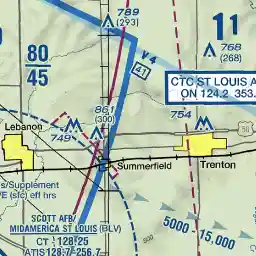 789
(293)
11
768
(268)
80
45
V 4
41
CTC ST LOUIS A
ON 124.2 353.
861
(300)
749
754
50
Lebanon
Summerfield
Trenton
s/Supplement
E (sfc) eff hrs
SCOTT AFB
MIDAMERICA ST LOUIS (BLV)
CT 128.25
ATIS 128.7 256.7
5000 - 15,000